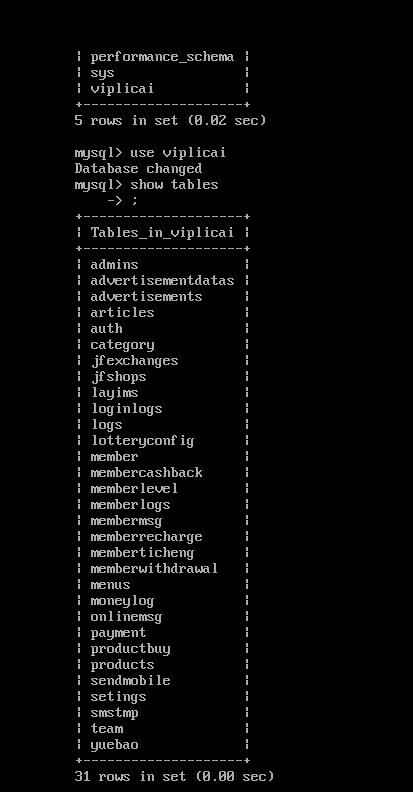 | performance_schema |
| sys |
| viplicai |
+--------------------+
5 rows in set (0.02 sec)
mysql> use viplicai
Database changed
mysql> show tables
    -> ;
+--------------------+
| Tables_in_viplicai |
+--------------------+
| admins |
| advertisementdatas |
| advertisements |
| articles |
| auth |
| category |
| jfexchanges |
| jfshops |
| layims |
| loginlogs |
| logs |
| lotteryconfig |
| member |
| membercashback |
| memberlevel |
| memberlogs |
| membermsg |
| memberrecharge |
| memberticheng |
| memberwithdrawal |
| menus |
| moneylog |
| onlinemsg |
| payment |
| productbuy |
| products |
| sendmobile |
| setings |
| smstmp |
| team |
| yuebao |
+--------------------+
31 rows in set (0.00 sec)